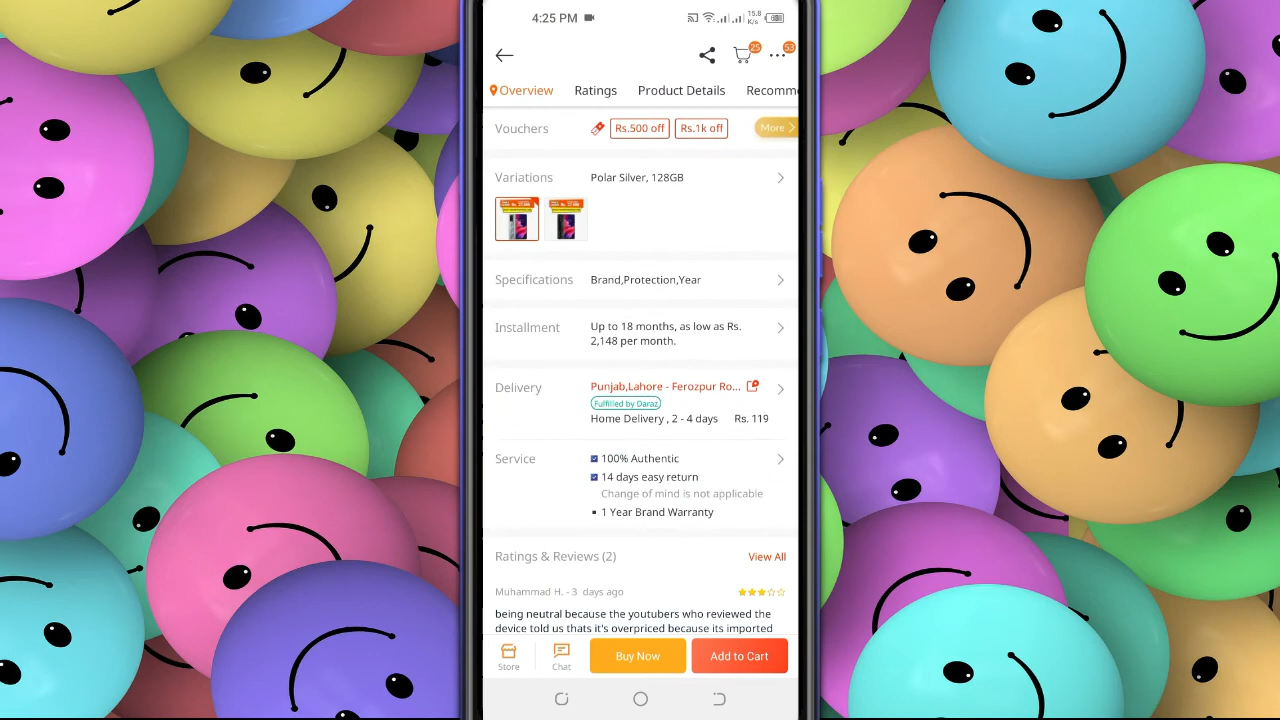 4:25 PM
15.8
K/s
25
53
Overview
Ratings
Product Details
Recomme
Vouchers
Rs.500 off
Rs.1k off
More
Variations
Polar Silver, 128GB
Specifications
Brand,Protection,Year
Installment
Up to 18 months, as low as Rs.
2,148 per month.
Delivery
Punjab,Lahore - Ferozpur Ro...
Fulfilled by Daraz
Home Delivery , 2 - 4 days Rs. 119
Service
100% Authentic
14 days easy return
Change of mind is not applicable
1 Year Brand Warranty
Ratings & Reviews (2)
View All
Muhammad H. - 3 days ago
being neutral because the youtubers who reviewed the
device told us thats it's overpriced because its imported
Store
Chat
Buy Now
Add to Cart